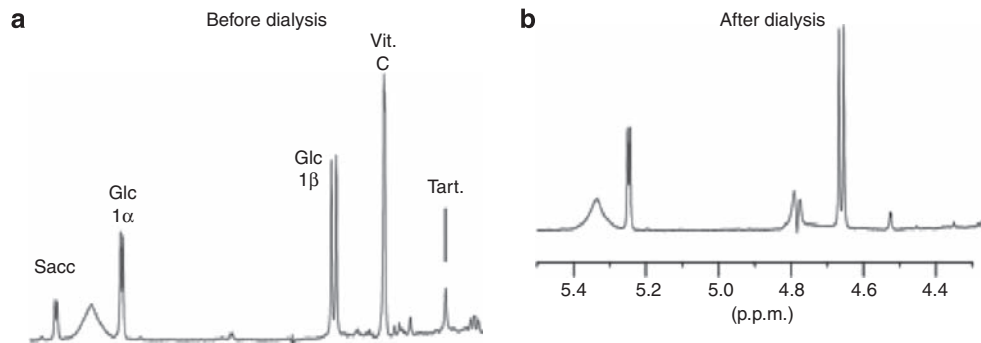 a
Before dialysis
Sacc
Glc
1α
Glc
1β
Vit.
C
Tart.
b
After dialysis
5.4 5.2 5.0 4.8 4.6 4.4
(p.p.m.)